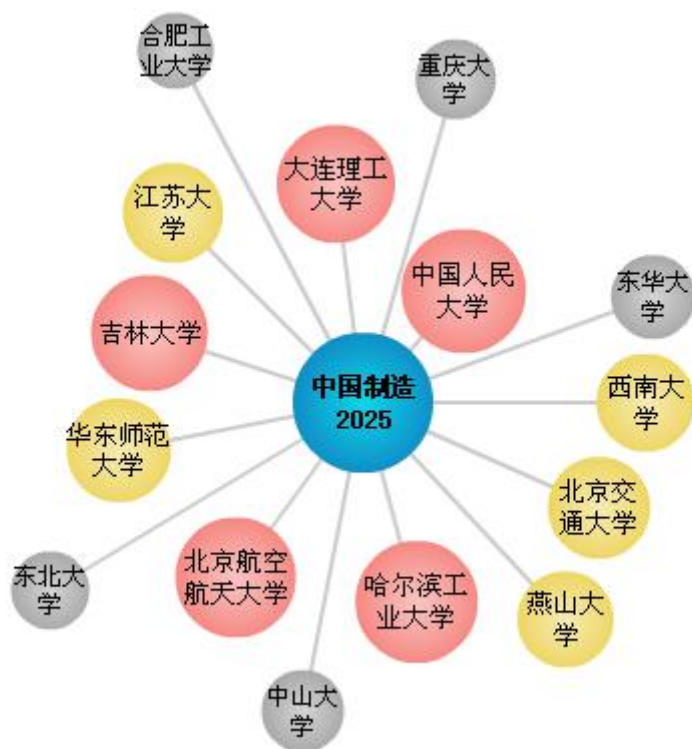 合肥工
业大学
重庆大
学
大连理工
大学
江苏大
学
中国人民
大学
东华大
学
吉林大学
中国制造
2025
西南大
学
华东师范
大学
北京交
通大学
东北大
学
北京航空
航天大学
哈尔滨工
业大学
燕山大
学
中山大
学